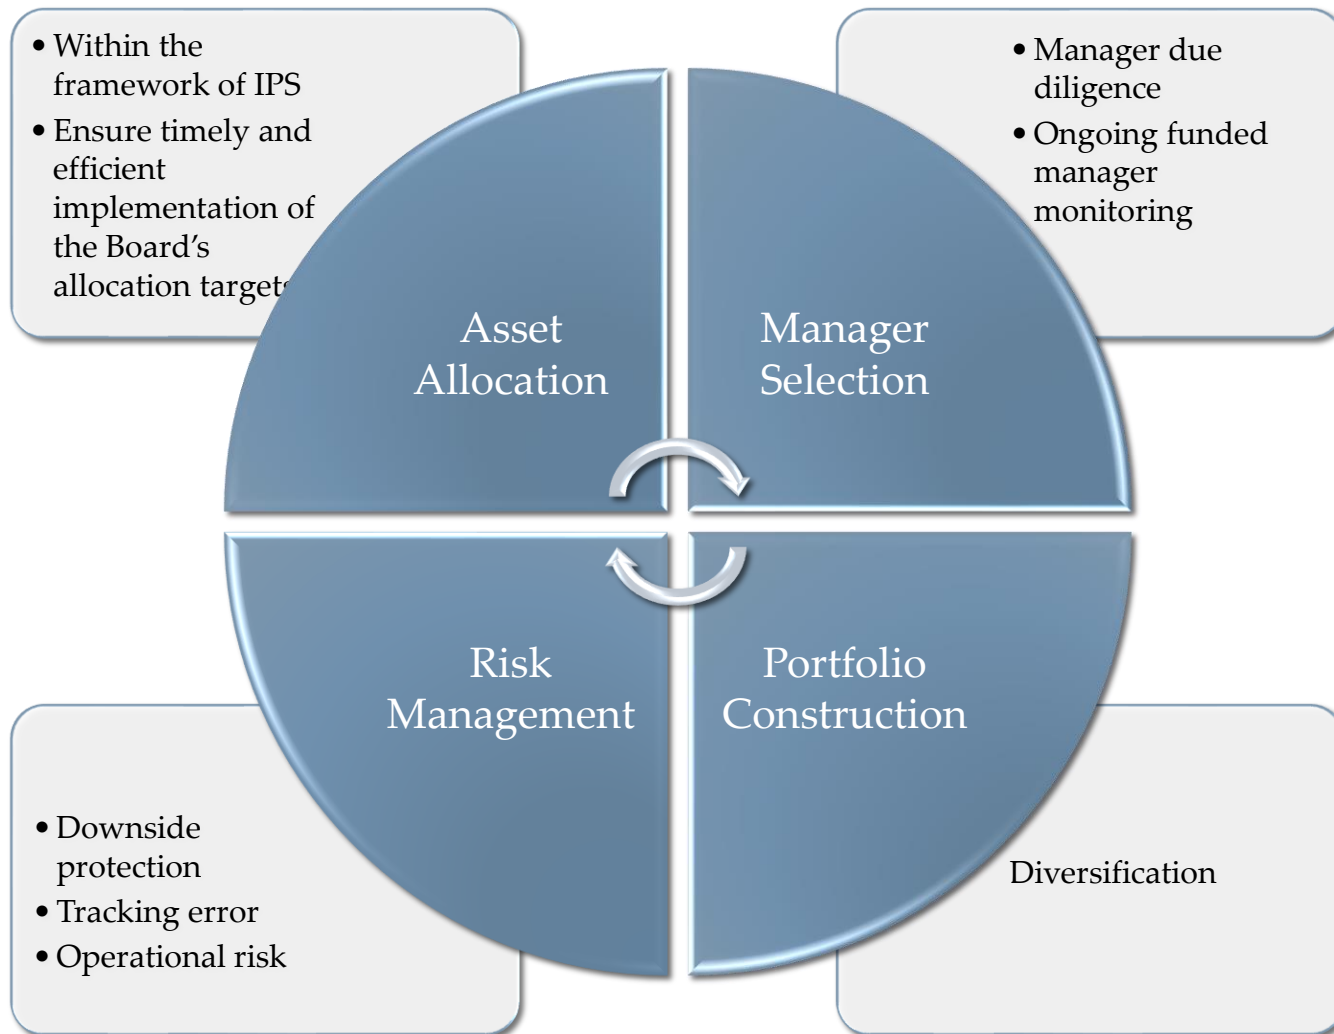 • Within the
framework of IPS
• Ensure timely and
efficient
implementation of
the Board's
allocation targets
• Manager due
diligence
• Ongoing funded
manager
monitoring
Asset
Allocation
Manager
Selection
Risk
Management
Portfolio
Construction
• Downside
protection
• Tracking error
• Operational risk
Diversification